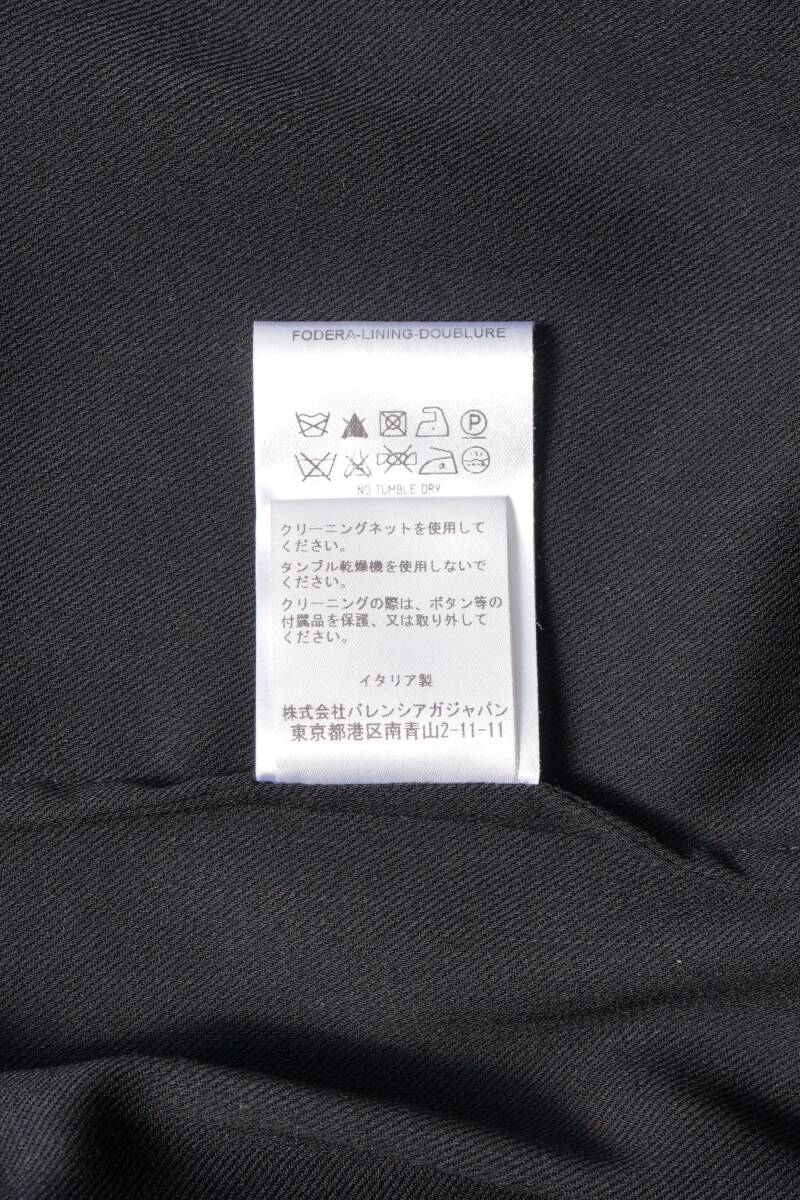 FODERA-LINING-DOUBLURE
P
NO TUMBLE DRY
クリーニングネットを使用して
ください。
タンブル乾燥機を使用しないで
ください。
クリーニングの際は、ボタン等の
付属品を保護、又は取り外して
ください。
イタリア製
株式会社バレンシアガジャパン
東京都港区南青山2-11-11